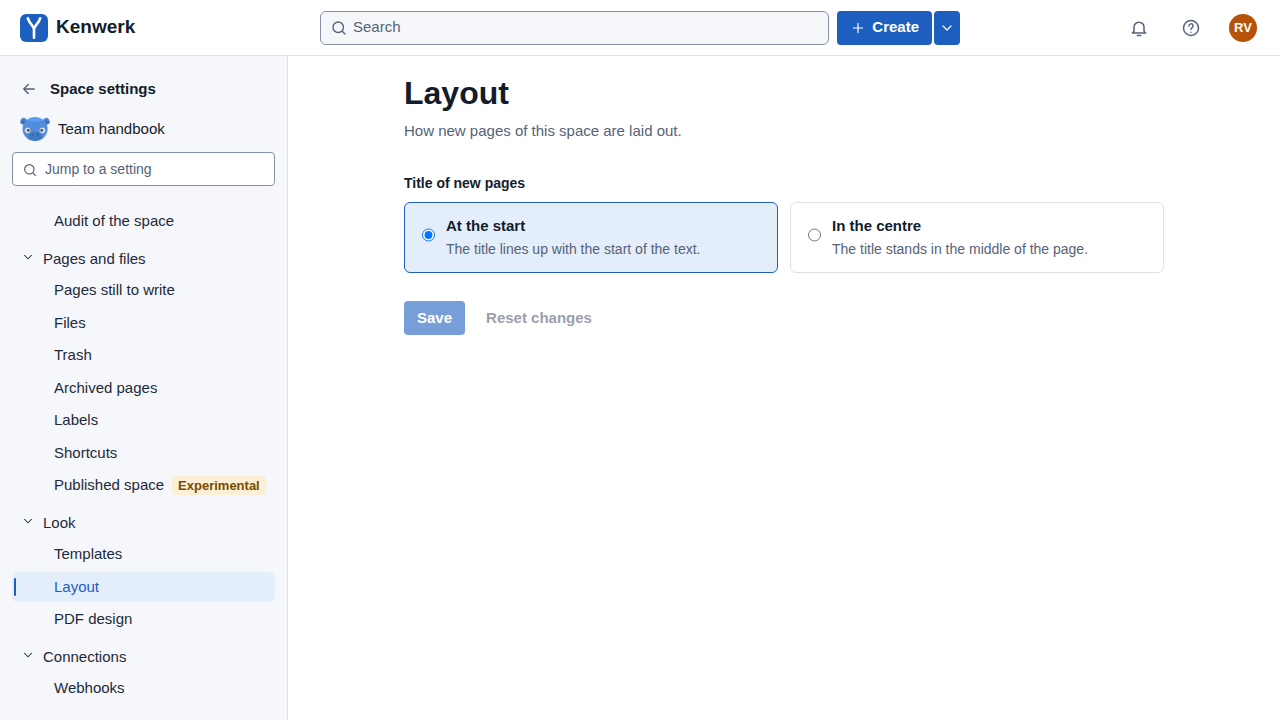 Kenwerk
Search
Create
RV
Space settings
Team handbook
Jump to a setting
Audit of the space
Pages and files
Pages still to write
Files
Trash
Archived pages
Labels
Shortcuts
Published space Experimental
Look
Templates
Layout
PDF design
Connections
Webhooks
Layout
How new pages of this space are laid out.
Title of new pages
At the start
The title lines up with the start of the text.
In the centre
The title stands in the middle of the page.
Save Reset changes